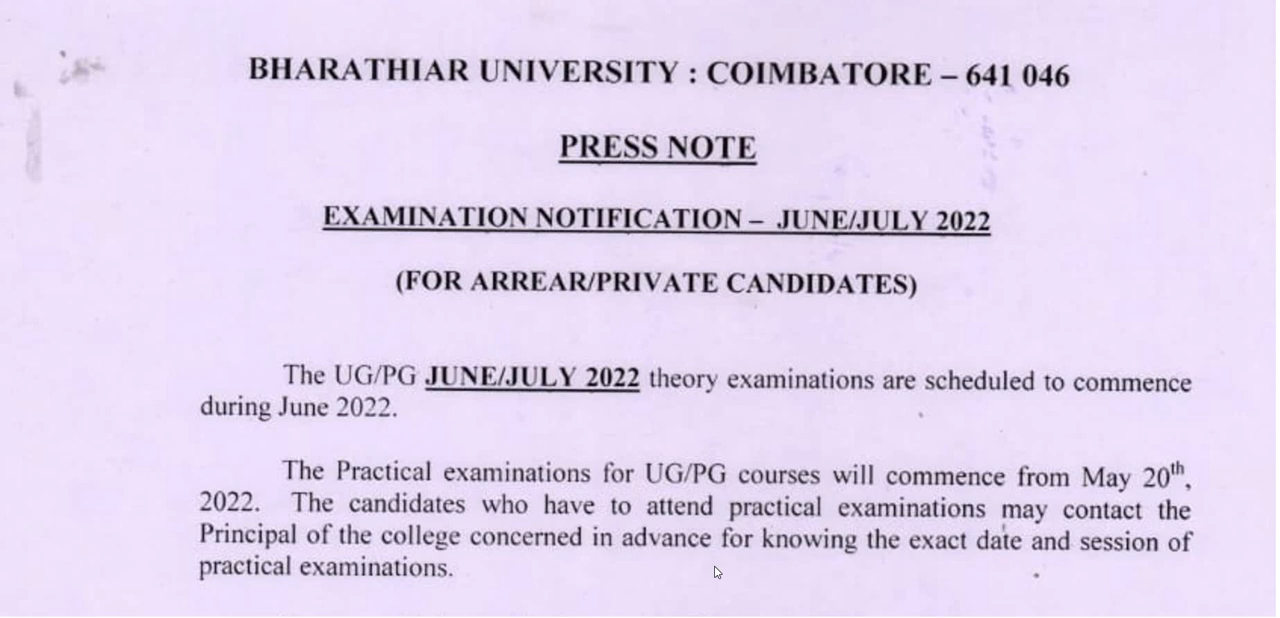 BHARATHIAR UNIVERSITY : COIMBATORE – 641 046
PRESS NOTE
EXAMINATION NOTIFICATION – JUNE/JULY 2022
(FOR ARREAR/PRIVATE CANDIDATES)
The UG/PG JUNE/JULY 2022 theory examinations are scheduled to commence
during June 2022.
The Practical examinations for UG/PG courses will commence from May 20th,
2022. The candidates who have to attend practical examinations may contact the
Principal of the college concerned in advance for knowing the exact date and session of
practical examinations.